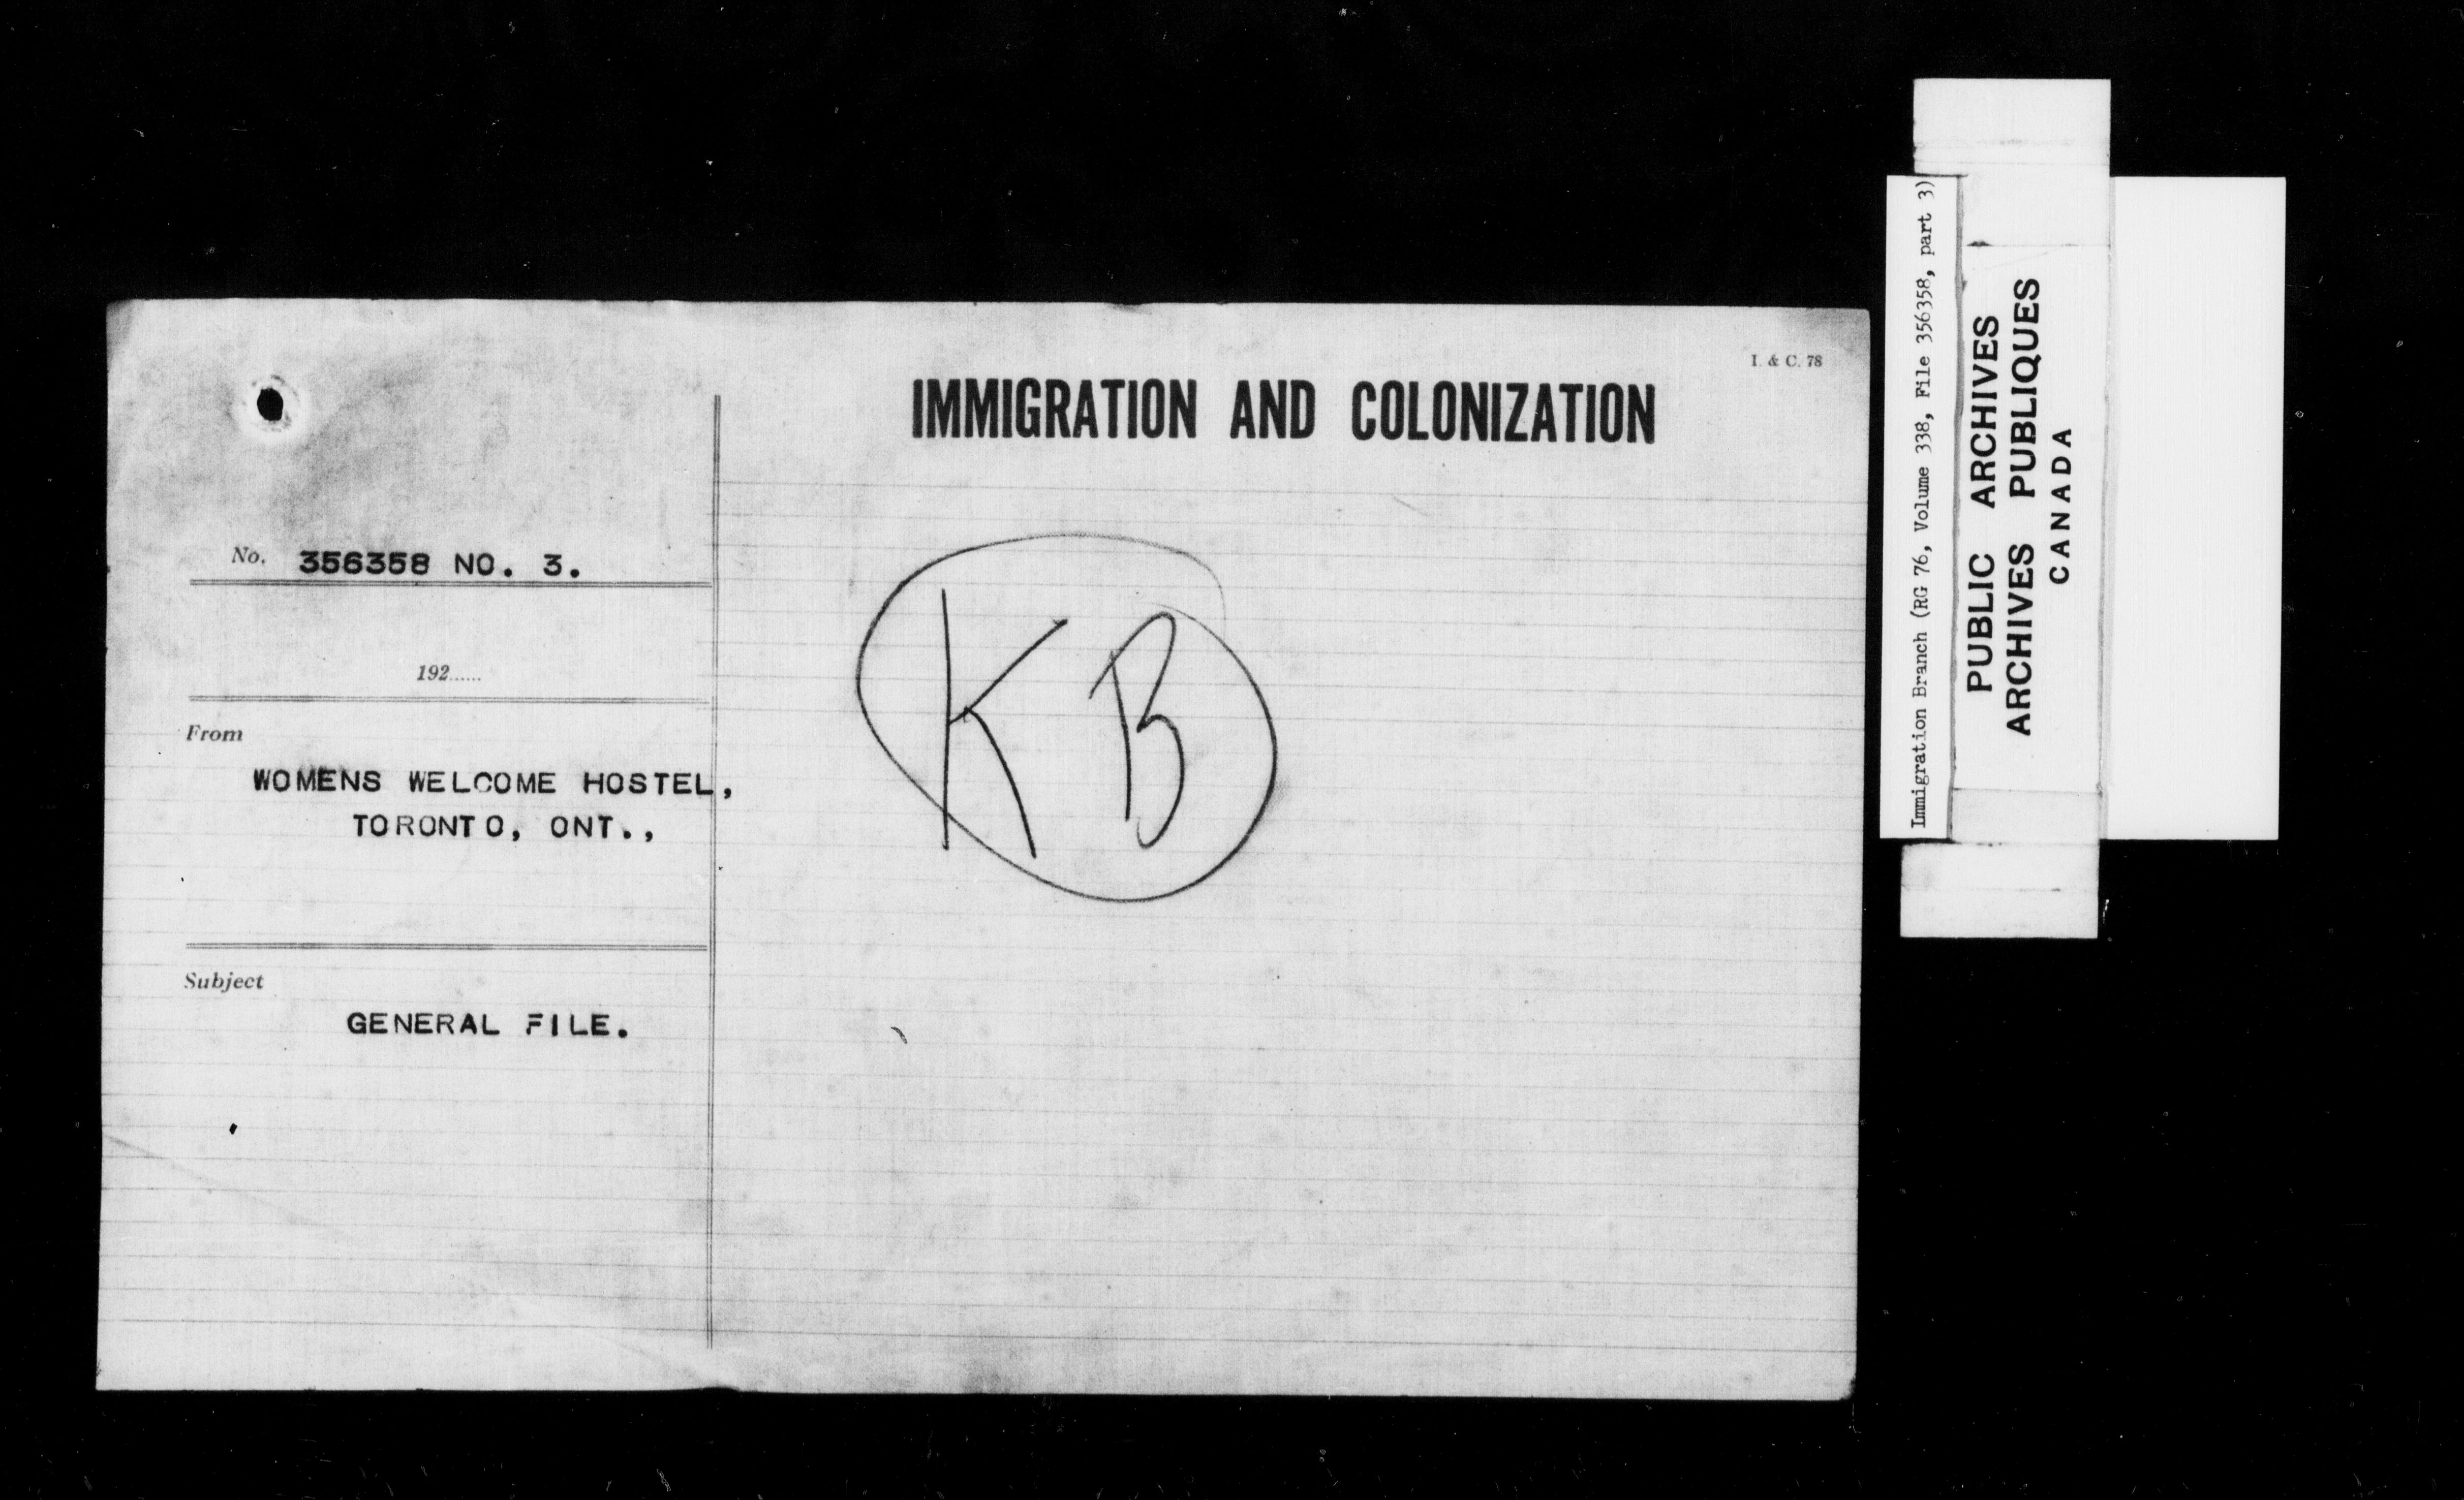 I. & C. 78
IMMIGRATION AND COLONIZATION
No. 356358 NO. 3.
192......
From
WOMENS WELCOME HOSTEL,
TORONTO, ONT.,
Subject
GENERAL FILE.
KB
Immigration Branch (RG 76, Volume 338, File 356358, part 3)
PUBLIC ARCHIVES
ARCHIVES PUBLIQUES
CANADA